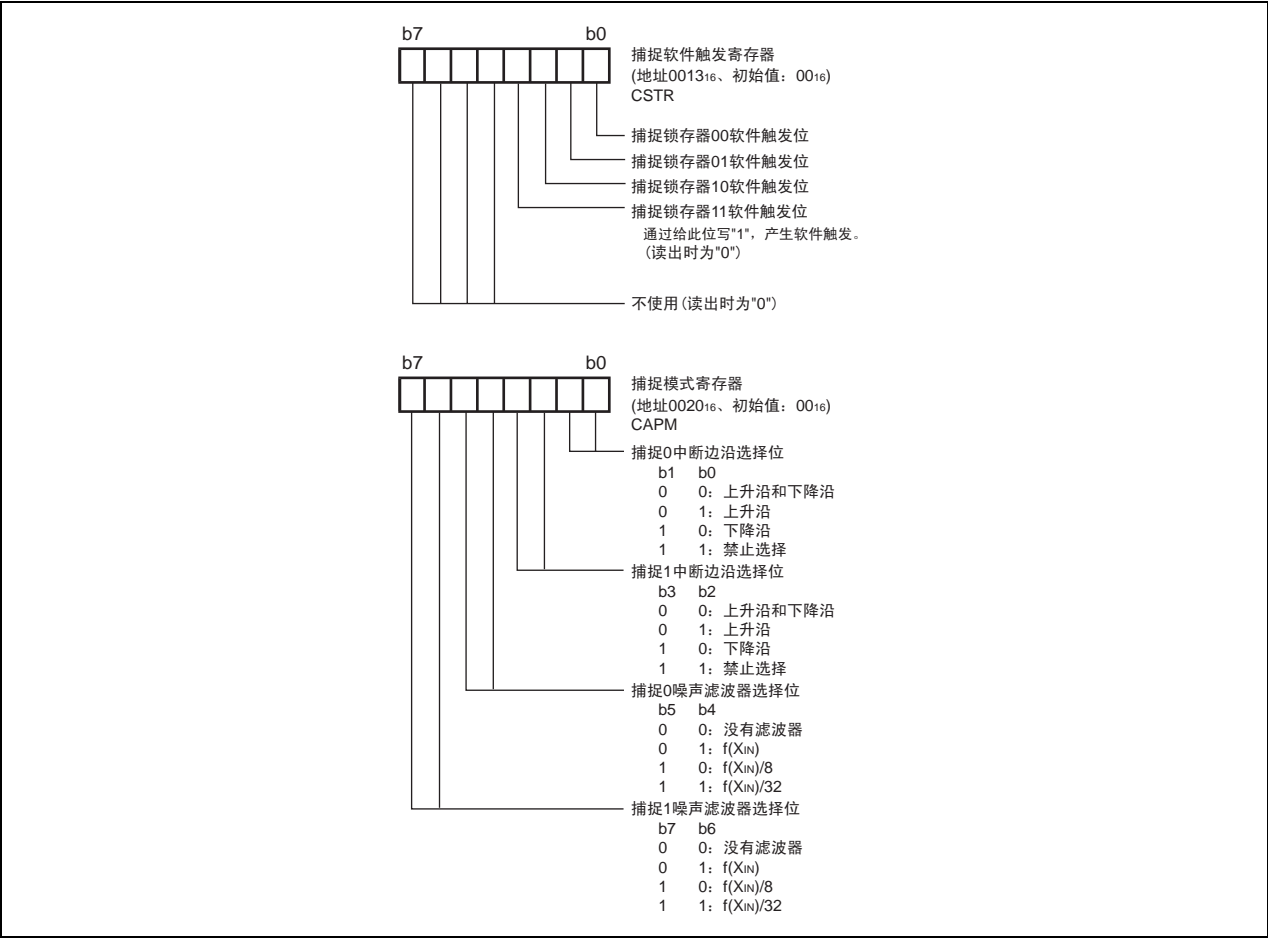 b7 b0
捕捉软件触发寄存器
(地址001316、初始值：0016)
CSTR
捕捉锁存器00软件触发位
捕捉锁存器01软件触发位
捕捉锁存器10软件触发位
捕捉锁存器11软件触发位
通过给此位写"1"，产生软件触发。
(读出时为"0")
不使用(读出时为"0")
b7 b0
捕捉模式寄存器
(地址002016、初始值：0016)
CAPM
捕捉0中断边沿选择位
b1 b0
0 0：上升沿和下降沿
0 1：上升沿
1 0：下降沿
1 1：禁止选择
捕捉1中断边沿选择位
b3 b2
0 0：上升沿和下降沿
0 1：上升沿
1 0：下降沿
1 1：禁止选择
捕捉0噪声滤波器选择位
b5 b4
0 0：没有滤波器
0 1：f(XIN)
1 0：f(XIN)/8
1 1：f(XIN)/32
捕捉1噪声滤波器选择位
b7 b6
0 0：没有滤波器
0 1：f(XIN)
1 0：f(XIN)/8
1 1：f(XIN)/32